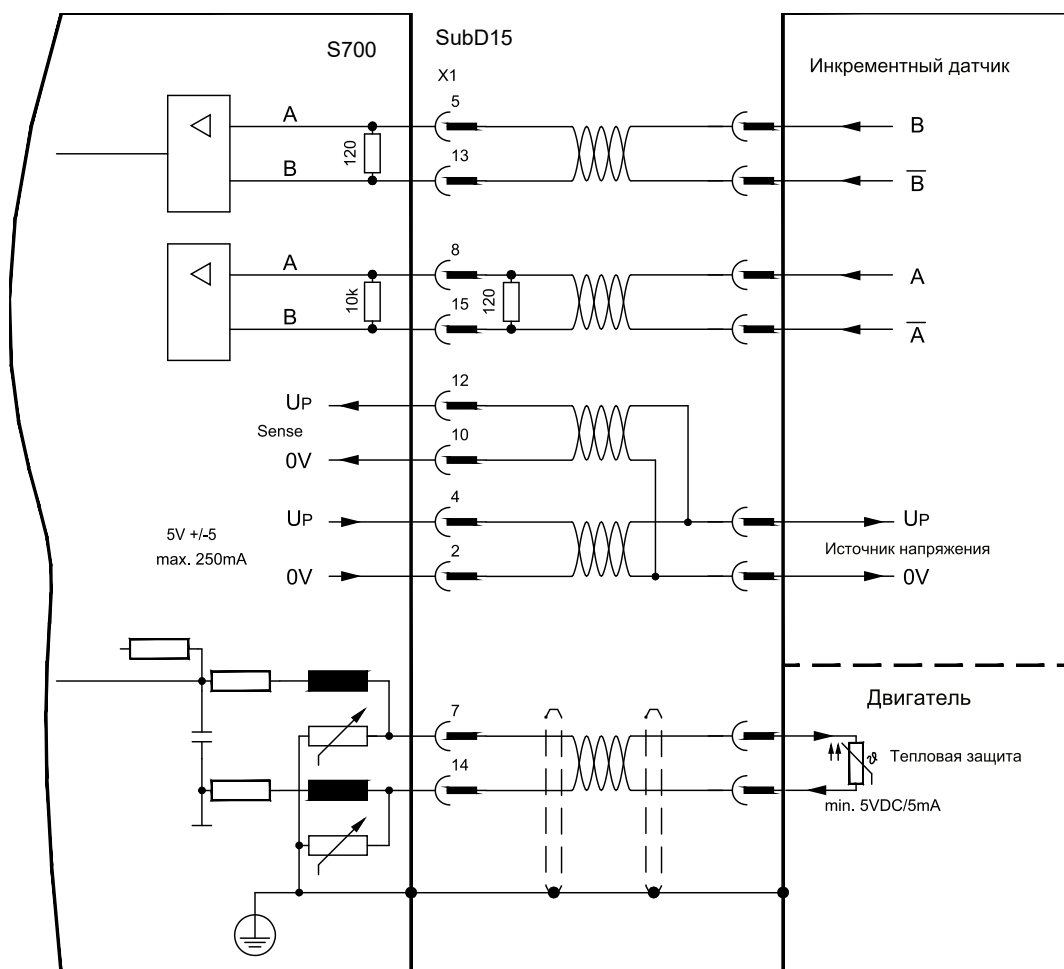 S700
SubD15
X1
Инкрементный датчик
A
120
5
B
B
13
B
A
10k
8
120
A
B
15
A
UP
12
Sense
0V
10
5V +/-5
max. 250mA
UP
4
UP
Источник напряжения
0V
2
0V
Двигатель
7
ϑ
Тепловая защита
14
min. 5VDC/5mA